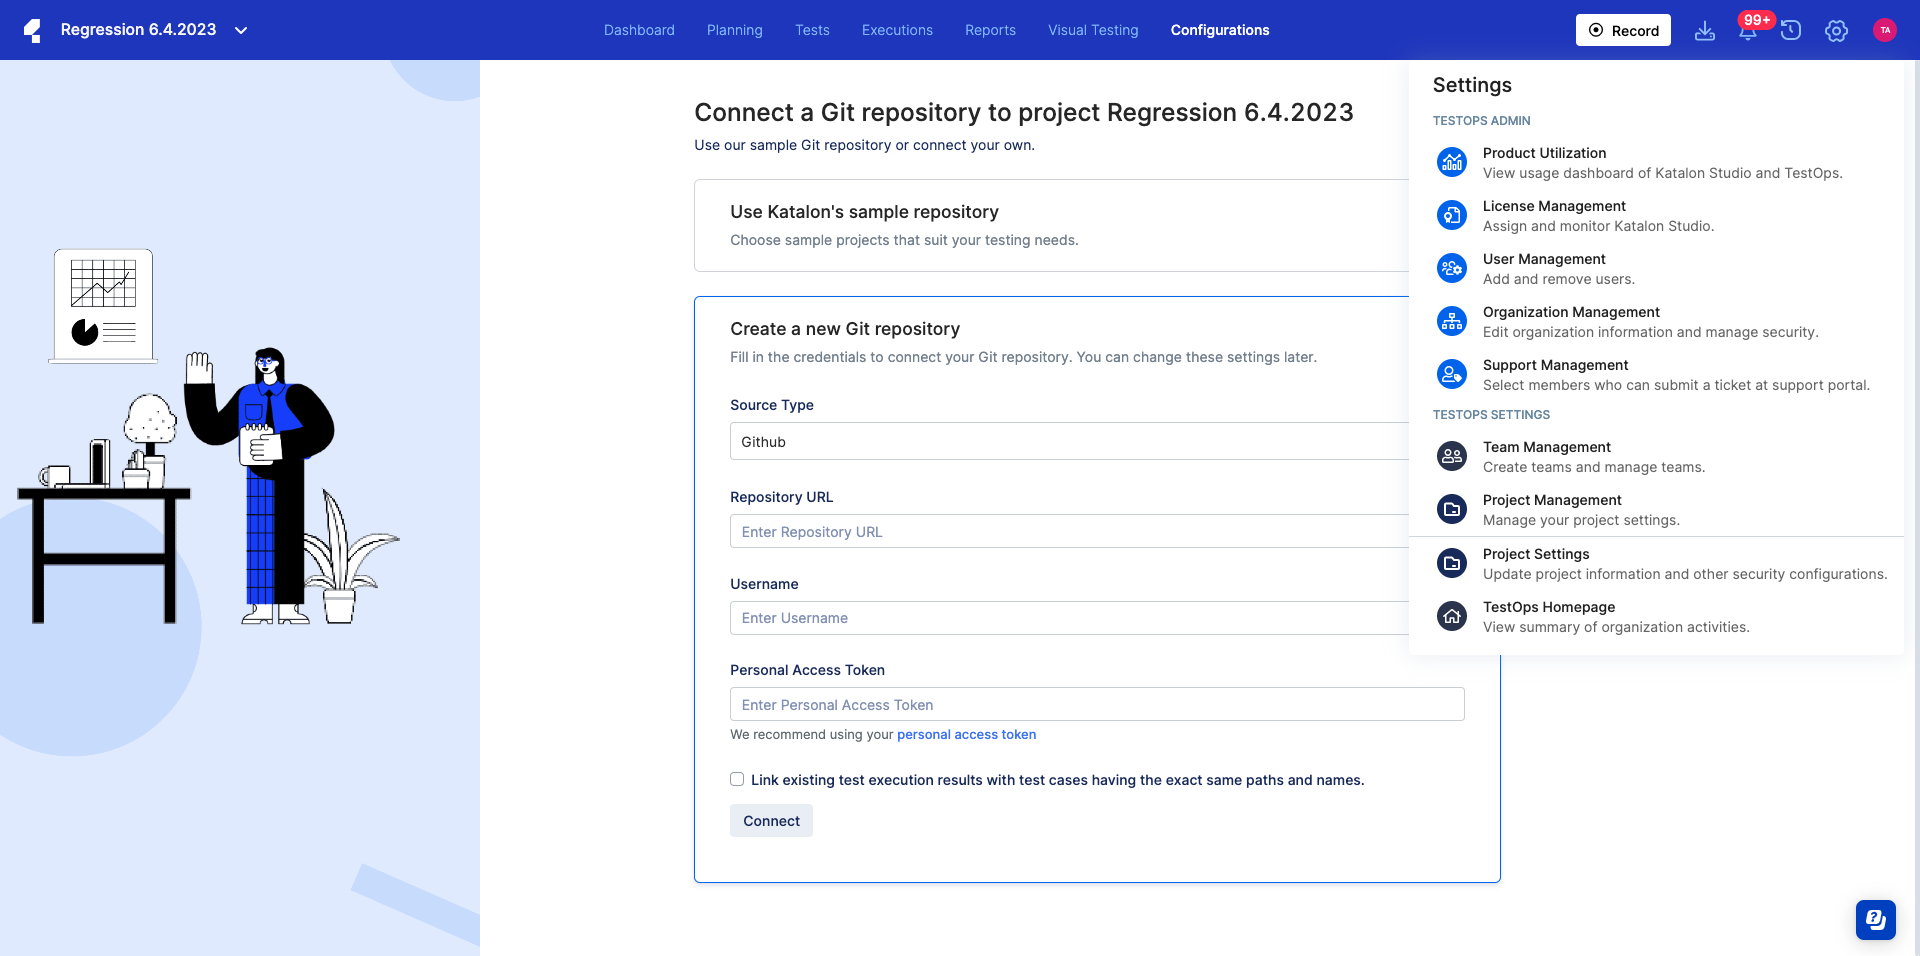 Regression 6.4.2023
Dashboard
Planning
Tests
Executions
Reports
Visual Testing
Configurations
Record
99+
TA
Connect a Git repository to project Regression 6.4.2023
Use our sample Git repository or connect your own.
Use Katalon's sample repository
Choose sample projects that suit your testing needs.
Create a new Git repository
Fill in the credentials to connect your Git repository. You can change these settings later.
Source Type
Github
Repository URL
Enter Repository URL
Username
Enter Username
Personal Access Token
Enter Personal Access Token
We recommend using your personal access token
Link existing test execution results with test cases having the exact same paths and names.
Connect
Settings
TESTOPS ADMIN
Product Utilization
View usage dashboard of Katalon Studio and TestOps.
License Management
Assign and monitor Katalon Studio.
User Management
Add and remove users.
Organization Management
Edit organization information and manage security.
Support Management
Select members who can submit a ticket at support portal.
TESTOPS SETTINGS
Team Management
Create teams and manage teams.
Project Management
Manage your project settings.
Project Settings
Update project information and other security configurations.
TestOps Homepage
View summary of organization activities.